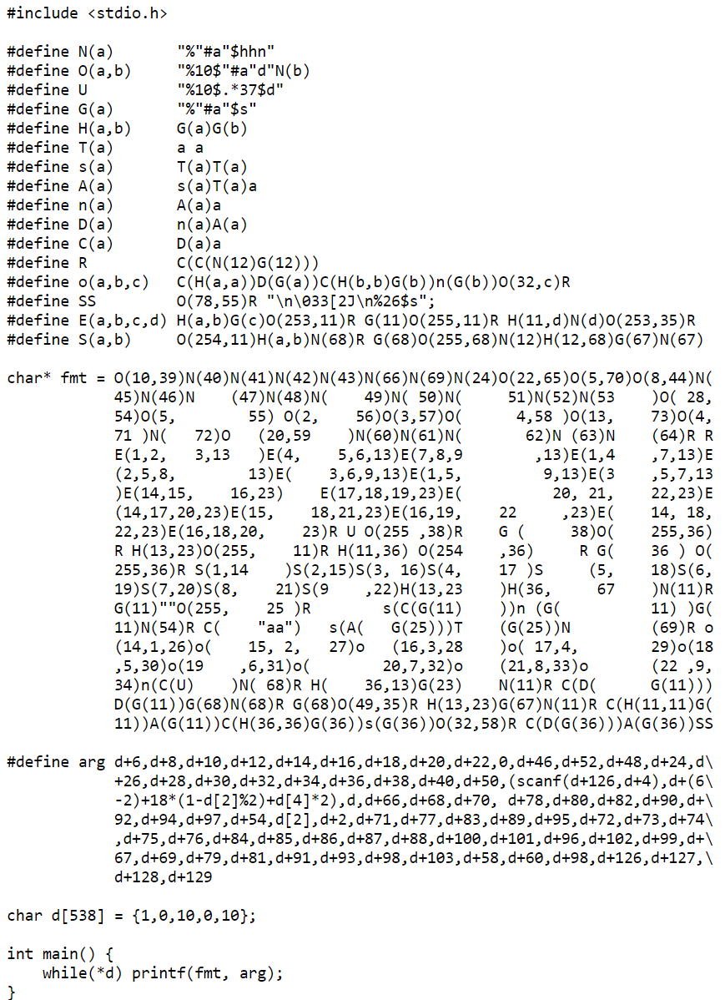 #include <stdio.h>

#define N(a)       "%"#a"$hhn"
#define O(a,b)     "%10$"#a"d"N(b)
#define U          "%10$.*37$d"
#define G(a)       "%"#a"$s"
#define H(a,b)     G(a)G(b)
#define T(a)       a a
#define s(a)       T(a)T(a)
#define A(a)       s(a)T(a)a
#define n(a)       A(a)a
#define D(a)       n(a)A(a)
#define C(a)       D(a)a
#define R          C(C(N(12)G(12)))
#define o(a,b,c)   C(H(a,a))D(G(a))C(H(b,b)G(b))n(G(b))O(32,c)R
#define SS         O(78,55)R "\n\033[2J\n%26$s";
#define E(a,b,c,d) H(a,b)G(c)O(253,11)R G(11)O(255,11)R H(11,d)N(d)O(253,35)R
#define S(a,b)     O(254,11)H(a,b)N(68)R G(68)O(255,68)N(12)H(12,68)G(67)N(67)

char* fmt = O(10,39)N(40)N(41)N(42)N(43)N(66)N(69)N(24)O(22,65)O(5,70)O(8,44)N(
            45)N(46)N    (47)N(48)N(    49)N( 50)N(       51)N(52)N(53    )O( 28,
            54)O(5,        55) O(2,    56)O(3,57)O(        4,58 )O(13,    73)O(4,
            71 )N(   72)O   (20,59    )N(60)N(61)N(         62)N (63)N    (64)R R
            E(1,2,   3,13   )E(4,    5,6,13)E(7,8,9          ,13)E(1,4    ,7,13)E
            (2,5,8,        13)E(    3,6,9,13)E(1,5,           9,13)E(3    ,5,7,13
            )E(14,15,    16,23)    E(17,18,19,23)E(            20, 21,    22,23)E
            (14,17,20,23)E(15,    18,21,23)E(16,19,    22     ,23)E(    14, 18,
            22,23)E(16,18,20,    23)R U O(255 ,38)R    G (     38)O(    255,36)
            R H(13,23)O(255,    11)R H(11,36) O(254    ,36)     R G(    36 ) O(
            255,36)R S(1,14    )S(2,15)S(3, 16)S(4,    17 )S     (5,    18)S(6,
            19)S(7,20)S(8,    21)S(9    ,22)H(13,23    )H(36,     67    )N(11)R
            G(11)""O(255,    25 )R        s(C(G(11)    ))n (G(          11) )G(
            11)N(54)R C(    "aa")   s(A(   G(25)))T    (G(25))N         (69)R o
            (14,1,26)o(    15, 2,   27)o   (16,3,28    )o( 17,4,        29)o(18
            ,5,30)o(19    ,6,31)o(        20,7,32)o    (21,8,33)o       (22 ,9,
            34)n(C(U)    )N( 68)R H(    36,13)G(23)    N(11)R C(D(      G(11)))
            D(G(11))G(68)N(68)R G(68)O(49,35)R H(13,23)G(67)N(11)R C(H(11,11)G(
            11))A(G(11))C(H(36,36)G(36))s(G(36))O(32,58)R C(D(G(36)))A(G(36))SS

#define arg d+6,d+8,d+10,d+12,d+14,d+16,d+18,d+20,d+22,0,d+46,d+52,d+48,d+24,d\
            +26,d+28,d+30,d+32,d+34,d+36,d+38,d+40,d+50,(scanf(d+126,d+4),d+(6\
            -2)+18*(1-d[2]%2)+d[4]*2),d,d+66,d+68,d+70, d+78,d+80,d+82,d+90,d+\
            92,d+94,d+97,d+54,d[2],d+2,d+71,d+77,d+83,d+89,d+95,d+72,d+73,d+74\
            ,d+75,d+76,d+84,d+85,d+86,d+87,d+88,d+100,d+101,d+96,d+102,d+99,d+\
            67,d+69,d+79,d+81,d+91,d+93,d+98,d+103,d+58,d+60,d+98,d+126,d+127,\
            d+128,d+129

char d[538] = {1,0,10,0,10};

int main() {
    while(*d) printf(fmt, arg);
}